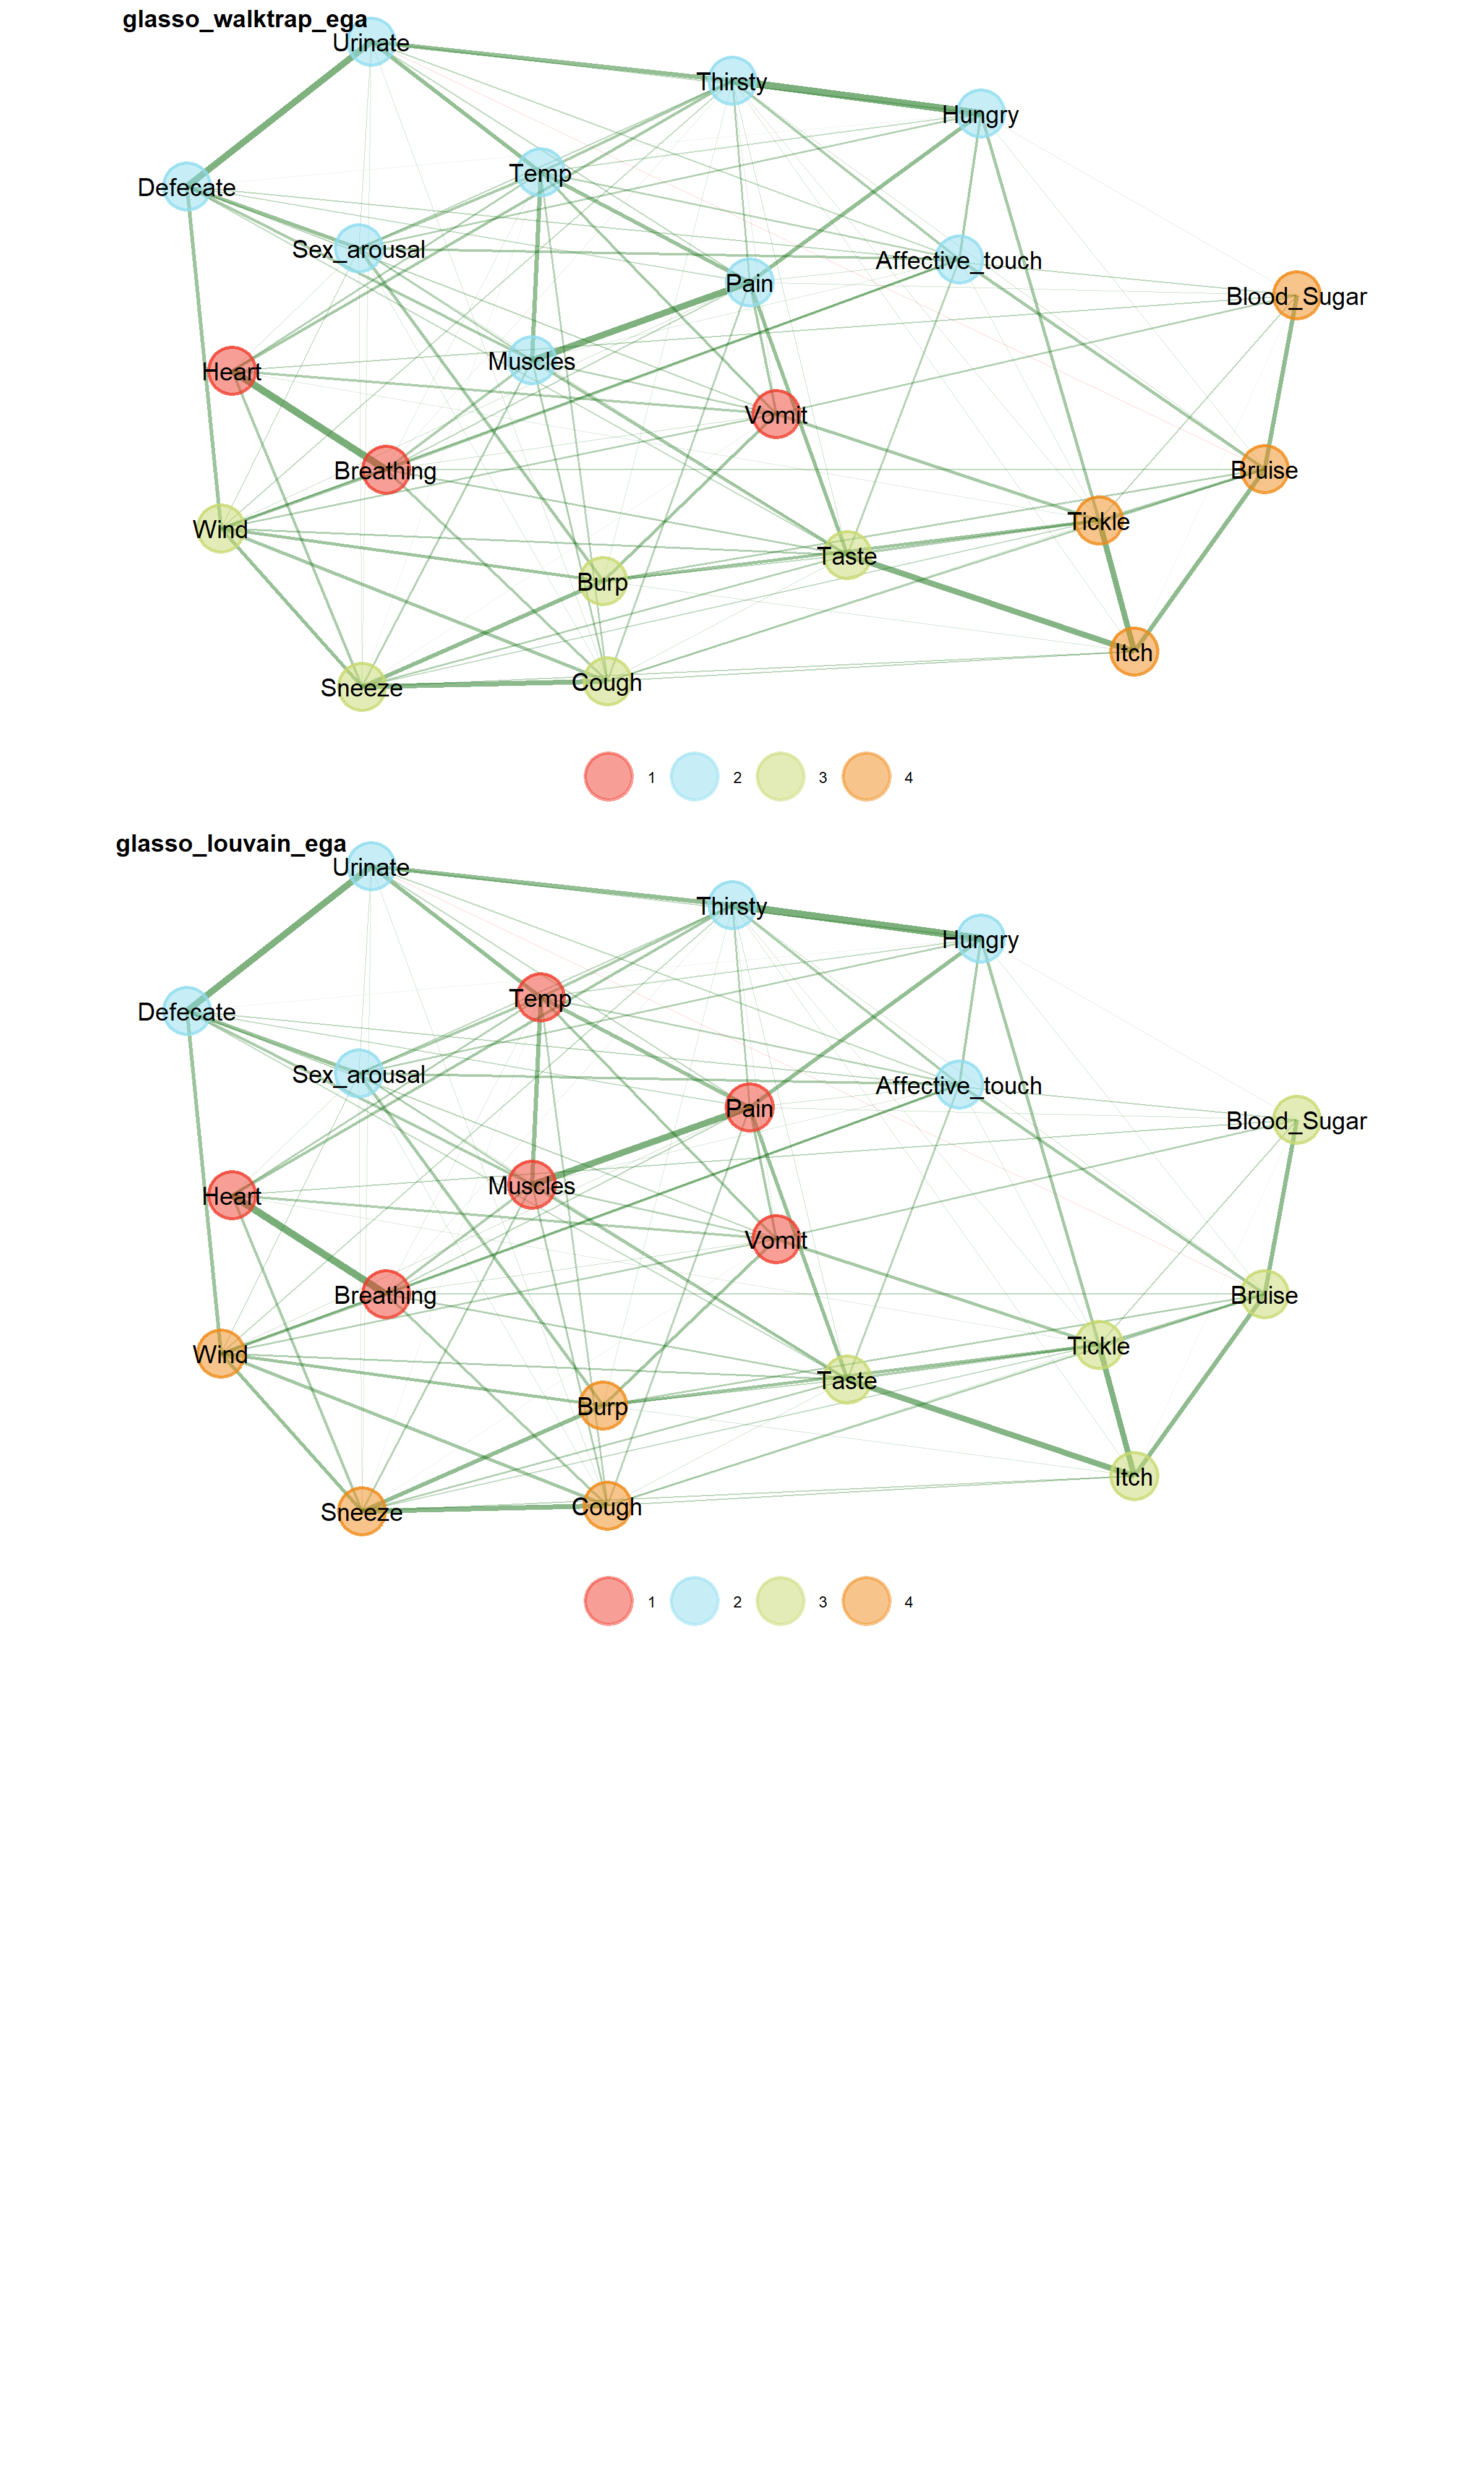 glasso_walktrap_ega
Urinate
Thirsty
Hungry
Temp
Defecate
Sex_arousal
Affective_touch
Pain
Blood_Sugar
Muscles
Heart
Vomit
Breathing
Bruise
Tickle
Wind
Taste
Burp
Itch
Cough
Sneeze
1 2 3 4
glasso_louvain_ega
Urinate
Thirsty
Hungry
Temp
Defecate
Sex_arousal
Affective_touch
Pain
Blood_Sugar
Muscles
Heart
Vomit
Breathing
Bruise
Tickle
Wind
Taste
Burp
Itch
Cough
Sneeze
1 2 3 4